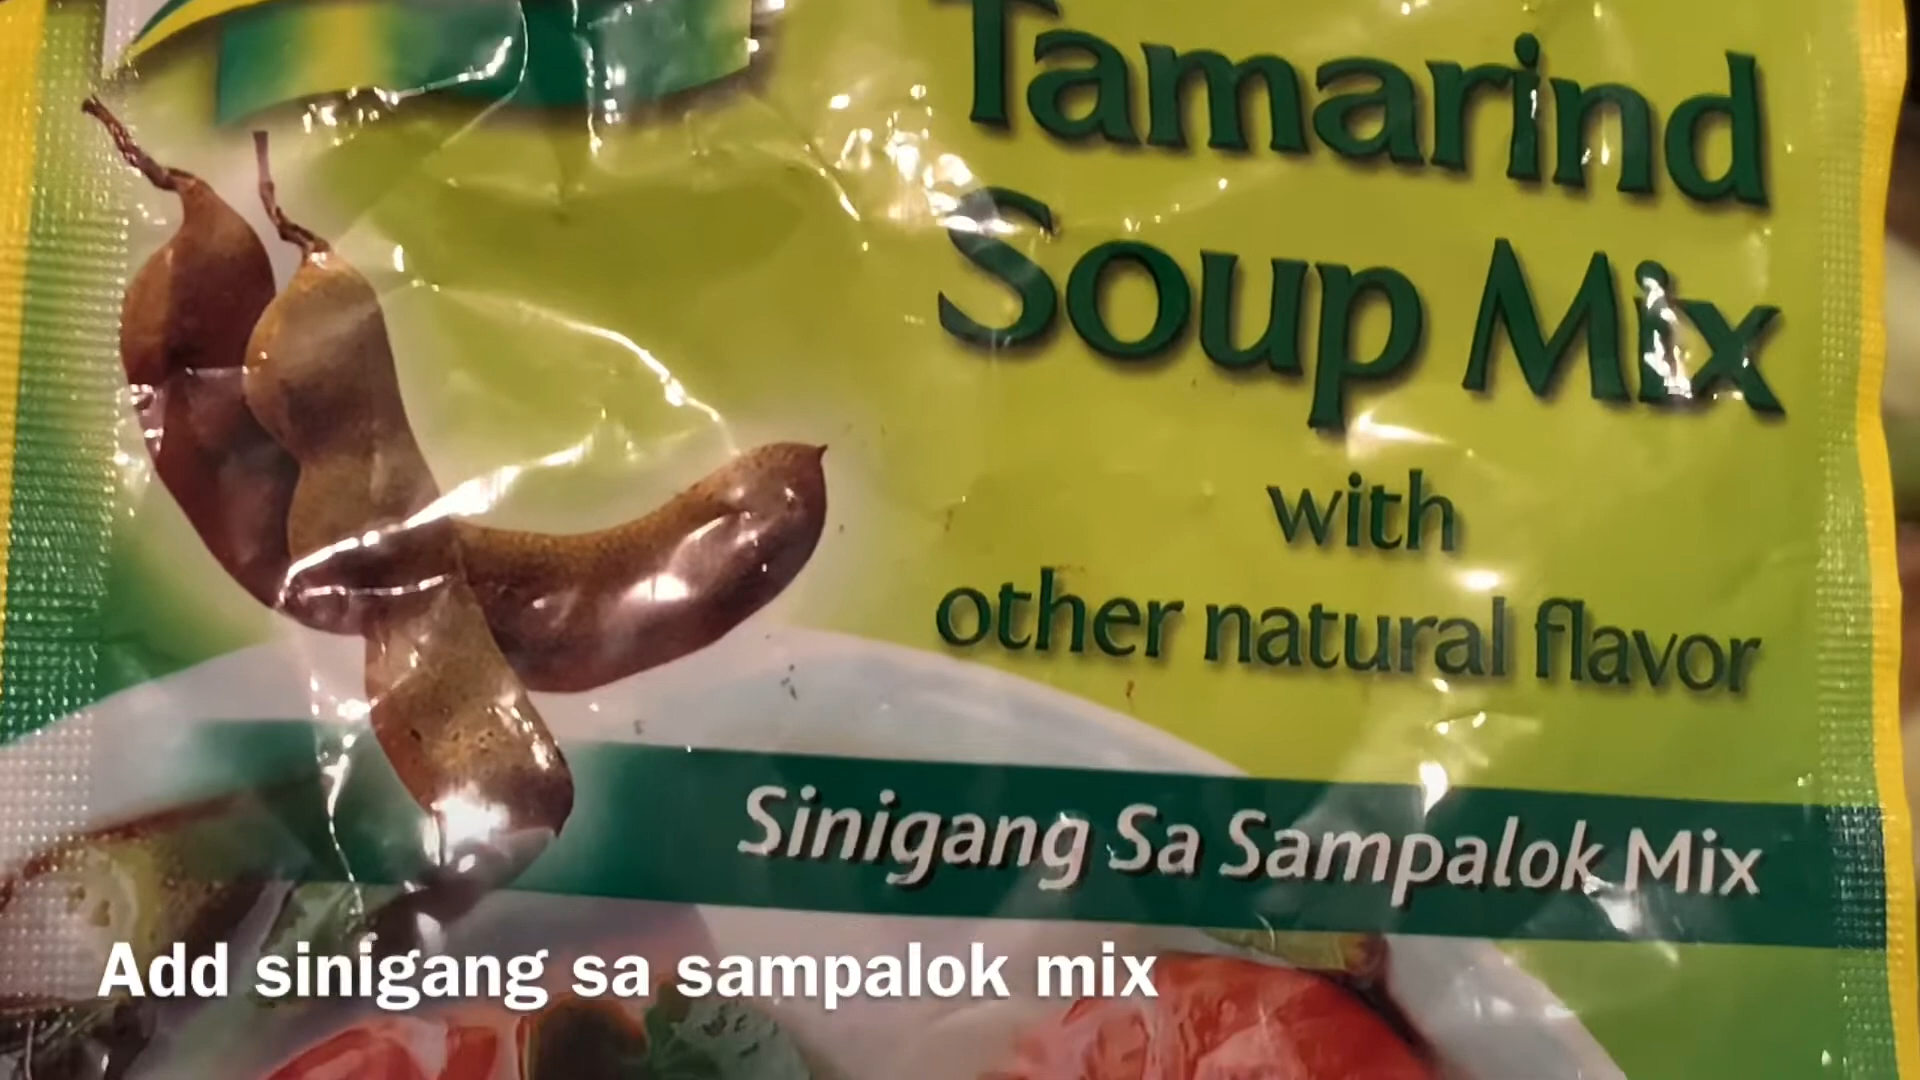 Tamarind
Soup Mix
with
other natural flavor
Sinigang Sa Sampalok Mix
Add sinigang sa sampalok mix